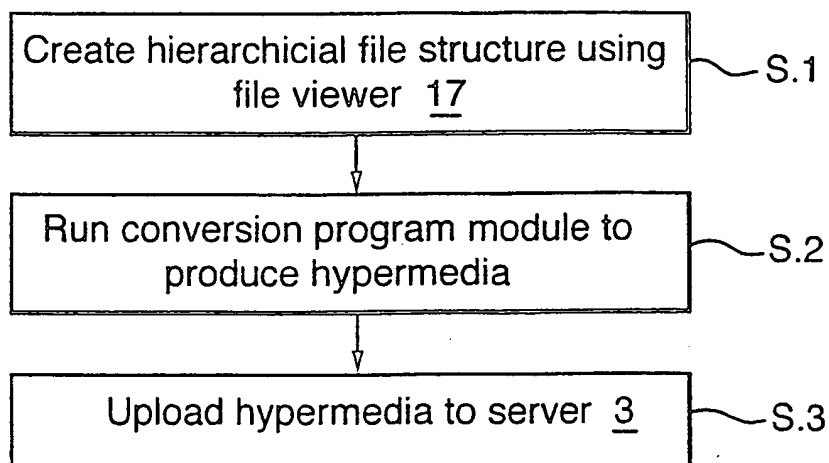 Create hierarchicial file structure using
file viewer 17
S.1
Run conversion program module to
produce hypermedia
S.2
Upload hypermedia to server 3
S.3